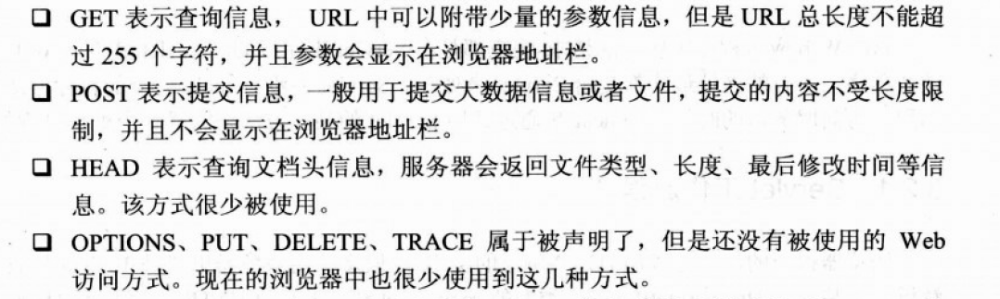 ❑ GET 表示查询信息， URL 中可以附带少量的参数信息，但是 URL 总长度不能超
过 255 个字符，并且参数会显示在浏览器地址栏。
❑ POST 表示提交信息，一般用于提交大数据信息或者文件，提交的内容不受长度限
制，并且不会显示在浏览器地址栏。
❑ HEAD 表示查询文档头信息，服务器会返回文件类型、长度、最后修改时间等信
息。该方式很少被使用。
❑ OPTIONS、PUT、DELETE、TRACE 属于被声明了，但是还没有被使用的 Web
访问方式。现在的浏览器中也很少使用到这几种方式。